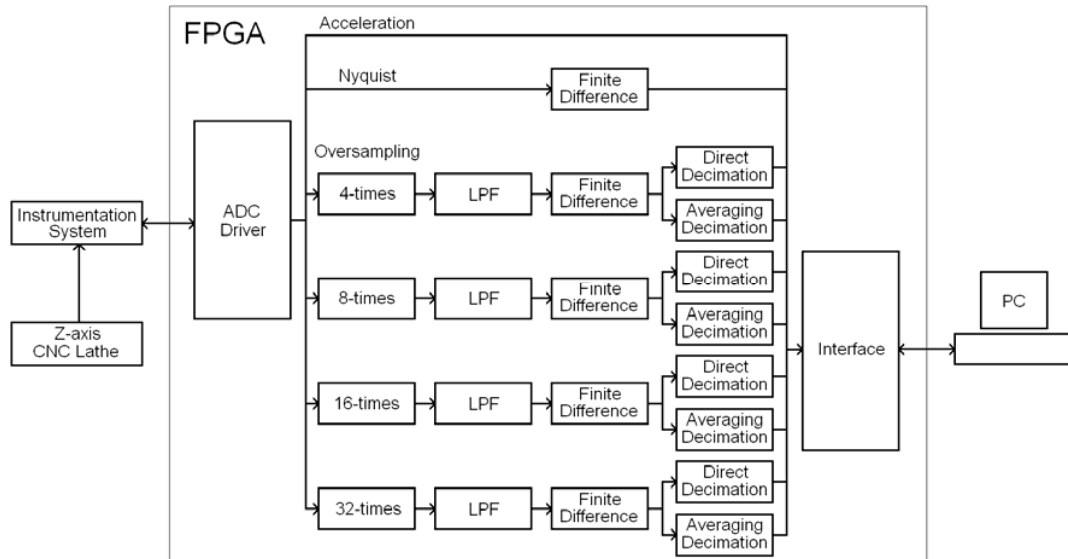 Acceleration
FPGA
Nyquist
Finite
Difference
Oversampling
4-times
LPF
Finite
Difference
Direct
Decimation
Averaging
Decimation
Instrumentation
System
ADC
Driver
8-times
LPF
Finite
Difference
Direct
Decimation
Averaging
Decimation
Z-axis
CNC Lathe
Interface
PC
16-times
LPF
Finite
Difference
Direct
Decimation
Averaging
Decimation
32-times
LPF
Finite
Difference
Direct
Decimation
Averaging
Decimation